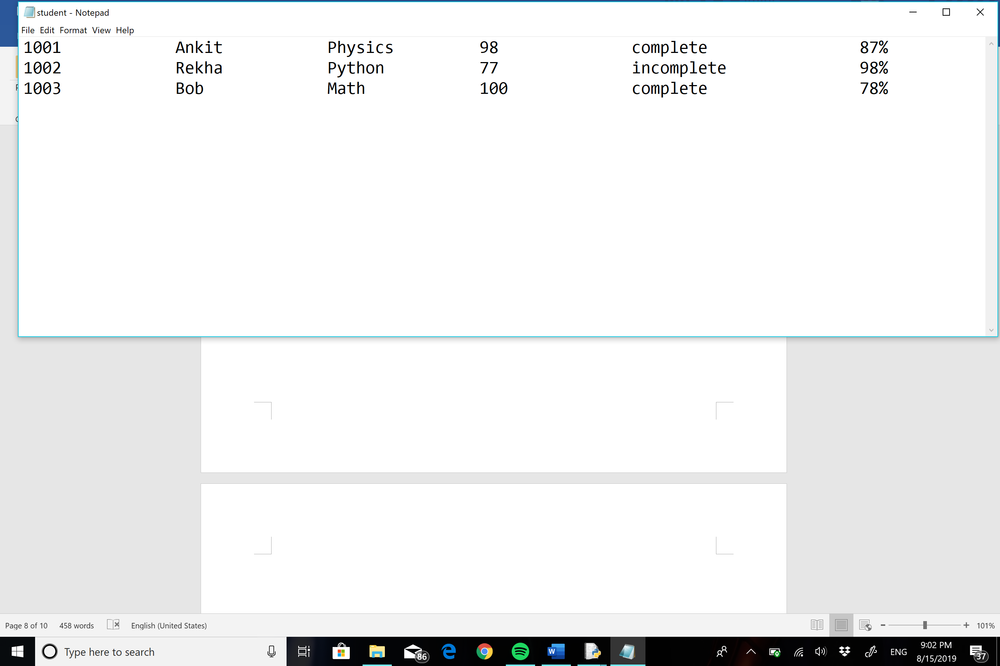 student - Notepad
File Edit Format View Help
1001 Ankit Physics 98 complete 87%
1002 Rekha Python 77 incomplete 98%
1003 Bob Math 100 complete 78%
Page 8 of 10 458 words English (United States) 101%
Type here to search 86 W ENG 9:02 PM
8/15/2019 37